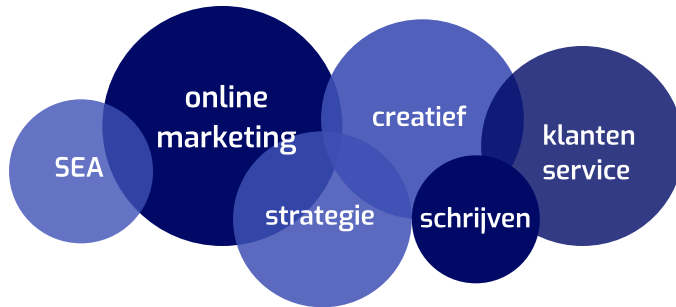 SEA
online
marketing
strategie
creatief
schrijven
klanten
service